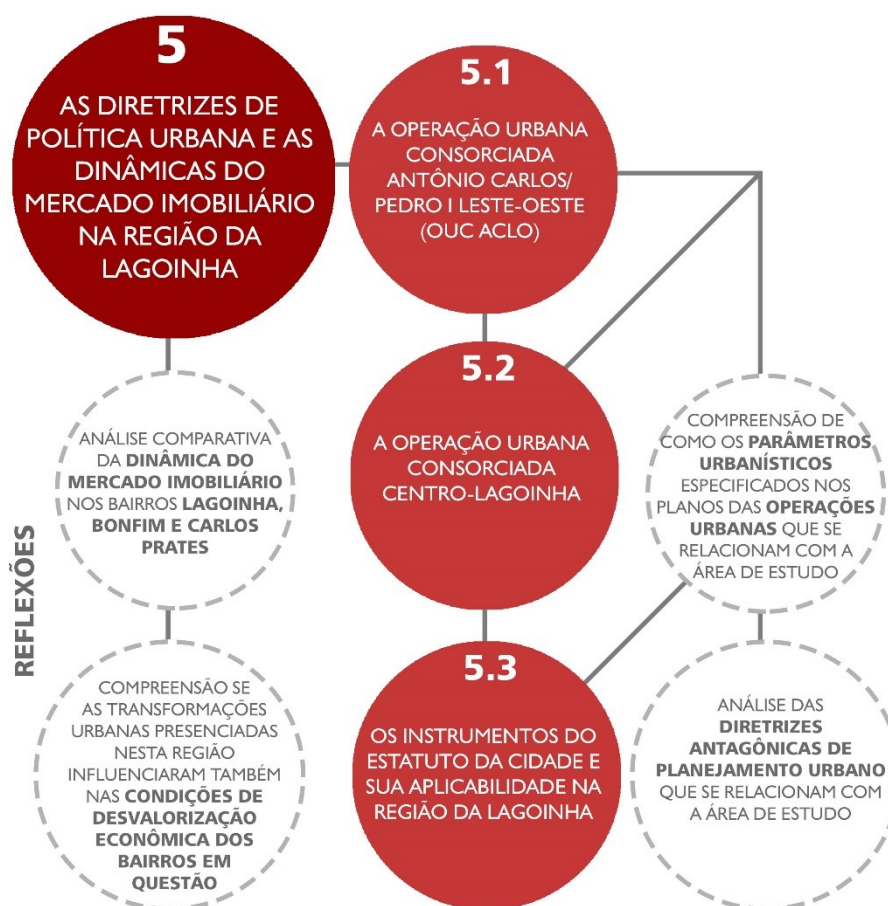 5
AS DIRETRIZES DE
POLÍTICA URBANA E AS
DINÂMICAS DO
MERCADO IMOBILIÁRIO
NA REGIÃO DA
LAGOINHA
5.1
A OPERAÇÃO URBANA
CONSORCIADA
ANTÔNIO CARLOS/
PEDRO I LESTE-OESTE
(OUC ACLO)
5.2
A OPERAÇÃO URBANA
CONSORCIADA
CENTRO-LAGOINHA
5.3
OS INSTRUMENTOS DO
ESTATUTO DA CIDADE E
SUA APLICABILIDADE NA
REGIÃO DA LAGOINHA
REFLEXÕES
ANÁLISE COMPARATIVA
DA DINÂMICA DO
MERCADO IMOBILIÁRIO
NOS BAIRROS LAGOINHA,
BONFIM E CARLOS
PRATES
COMPREENSÃO SE
AS TRANSFORMAÇÕES
URBANAS PRESENCIADAS
NESTA REGIÃO
INFLUENCIARAM TAMBÉM
NAS CONDIÇÕES DE
DESVALORIZAÇÃO
ECONÔMICA DOS
BAIRROS EM
QUESTÃO
COMPREENSÃO DE
COMO OS PARÂMETROS
URBANÍSTICOS
ESPECIFICADOS NOS
PLANOS DAS OPERAÇÕES
URBANAS QUE SE
RELACIONAM COM A
ÁREA DE ESTUDO
ANÁLISE DAS
DIRETRIZES
ANTAGÔNICAS DE
PLANEJAMENTO URBANO
QUE SE RELACIONAM COM
A ÁREA DE ESTUDO